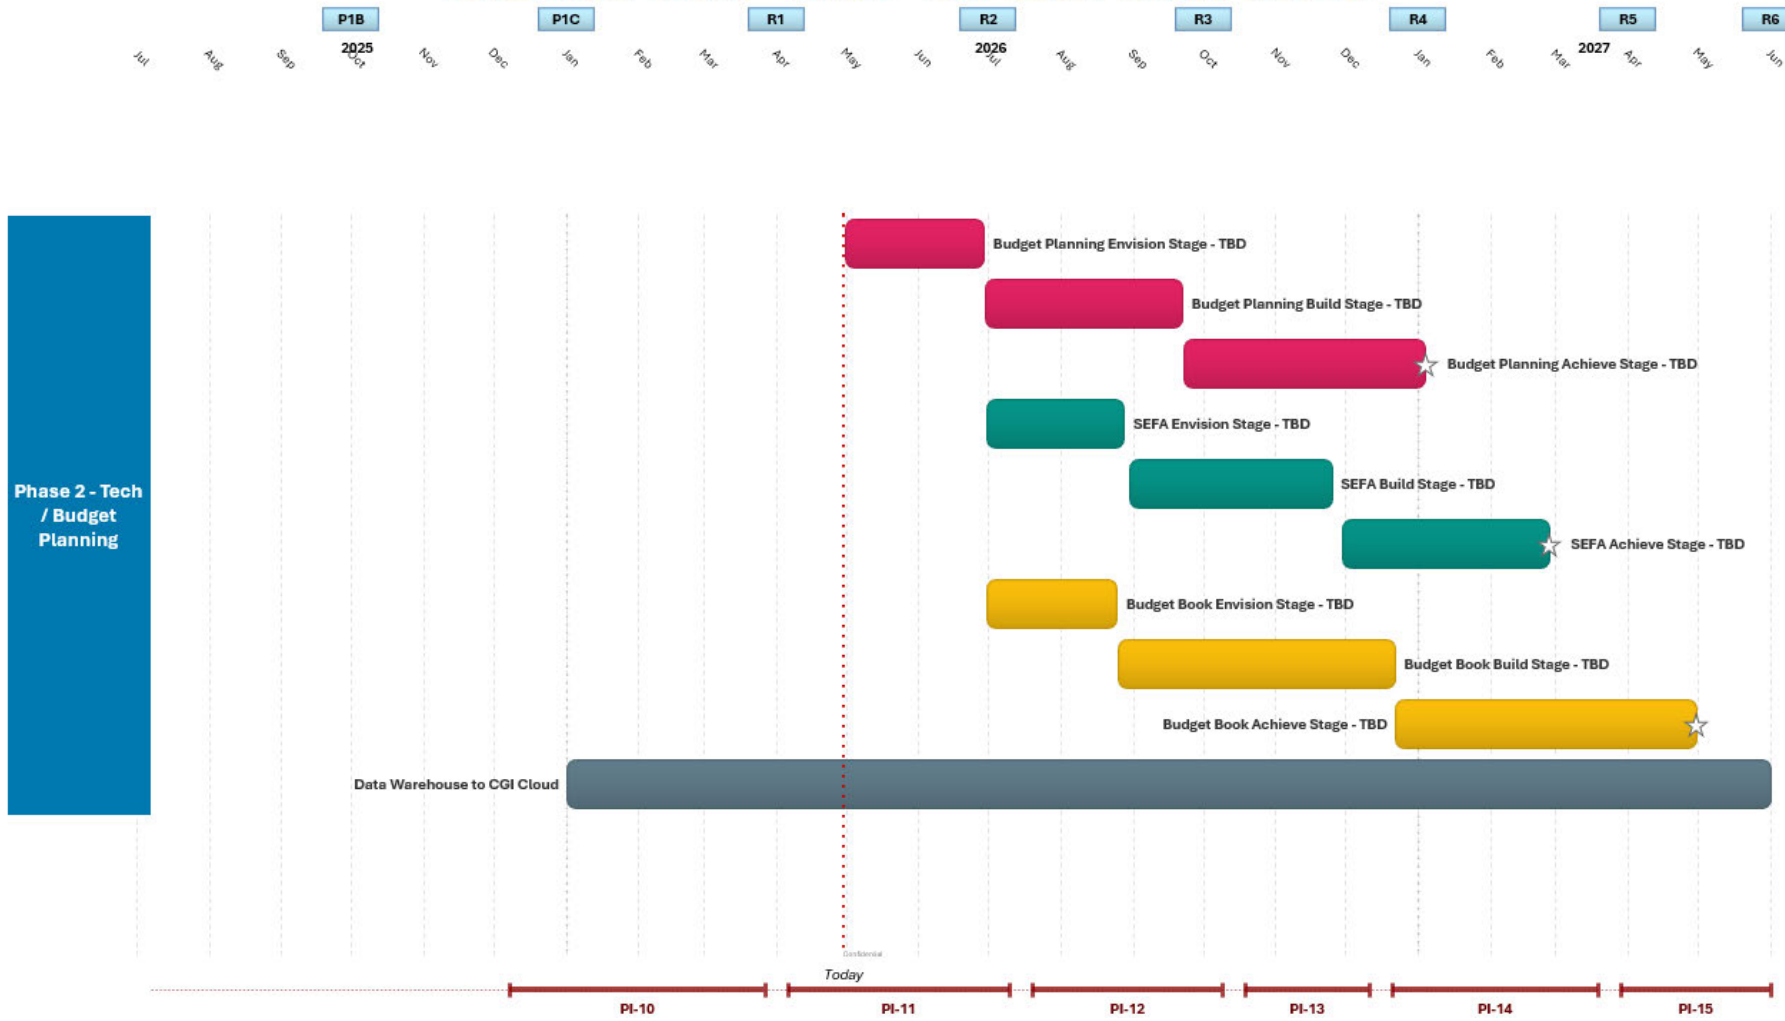 P1B P1C R1 R2 R3 R4 R5 R6
2025 2026 2027
Jul Aug Sep Oct Nov Dec Jan Feb Mar Apr May Jun Jul Aug Sep Oct Nov Dec Jan Feb Mar Apr May Jun
Budget Planning Envision Stage - TBD
Budget Planning Build Stage - TBD
Budget Planning Achieve Stage - TBD
SEFA Envision Stage - TBD
SEFA Build Stage - TBD
Phase 2 - Tech
/ Budget
Planning
SEFA Achieve Stage - TBD
Budget Book Envision Stage - TBD
Budget Book Build Stage - TBD
Budget Book Achieve Stage - TBD
Data Warehouse to CGI Cloud
Confidential
Today
PI-10 PI-11 PI-12 PI-13 PI-14 PI-15